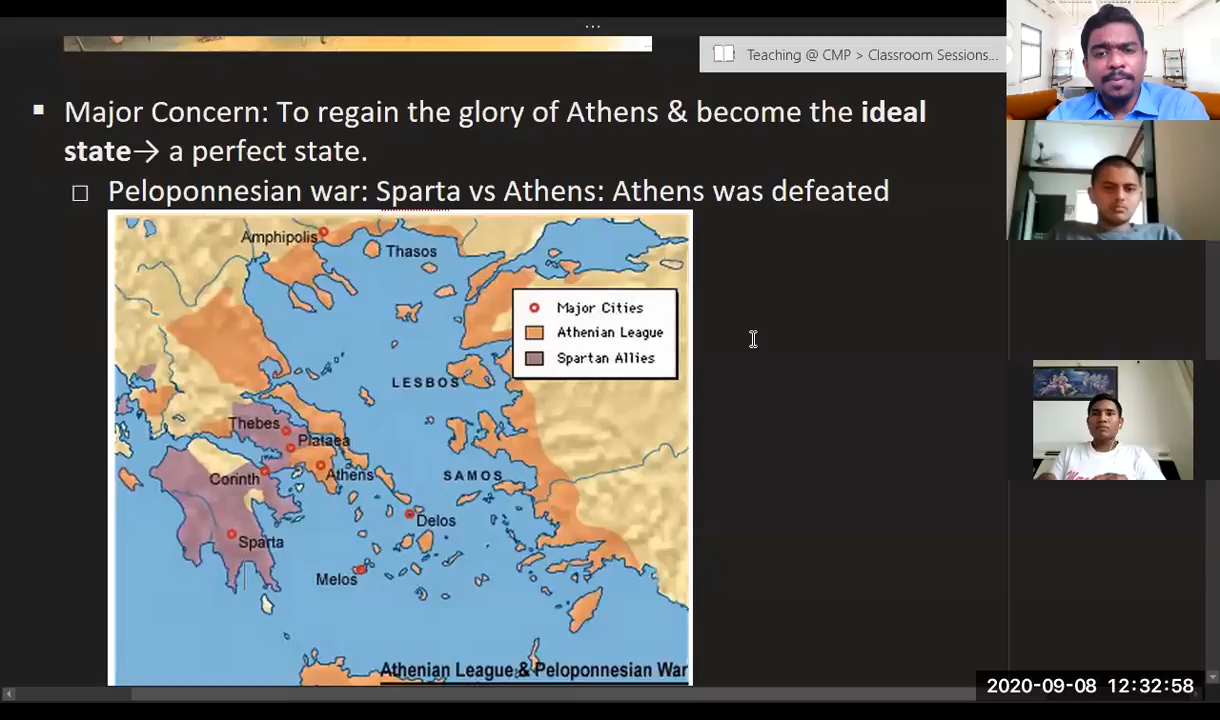 ...
Teaching @ CMP > Classroom Sessions...
▪ Major Concern: To regain the glory of Athens & become the ideal
state→ a perfect state.
□ Peloponnesian war: Sparta vs Athens: Athens was defeated
Amphipolis
Thasos
Major Cities
Athenian League
Spartan Allies
LESBOS
Thebes
Plataea
Corinth
Athens
SAMOS
Delos
Sparta
Melos
Athenian League & Peloponnesian War
2020-09-08 12:32:58